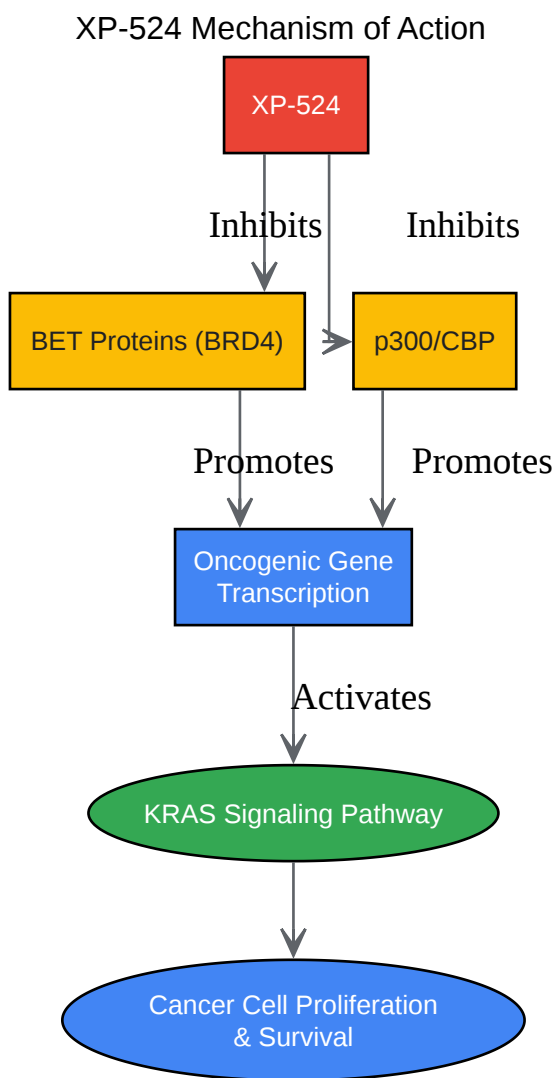 XP-524 Mechanism of Action
XP-524
Inhibits
Inhibits
BET Proteins (BRD4)
p300/CBP
Promotes
Promotes
Oncogenic Gene
Transcription
Activates
KRAS Signaling Pathway
Cancer Cell Proliferation
& Survival